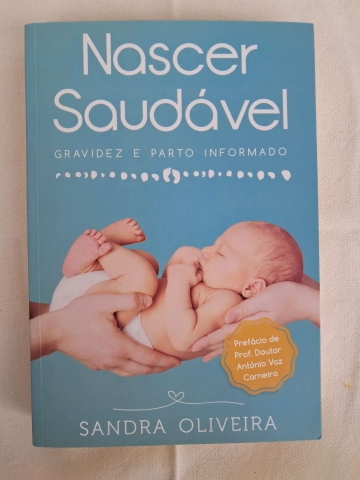 Nascer
Saudável
GRAVIDEZ E PARTO INFORMADO
Prefácio de
Prof. Doutor
António Vaz
Carneiro
SANDRA OLIVEIRA